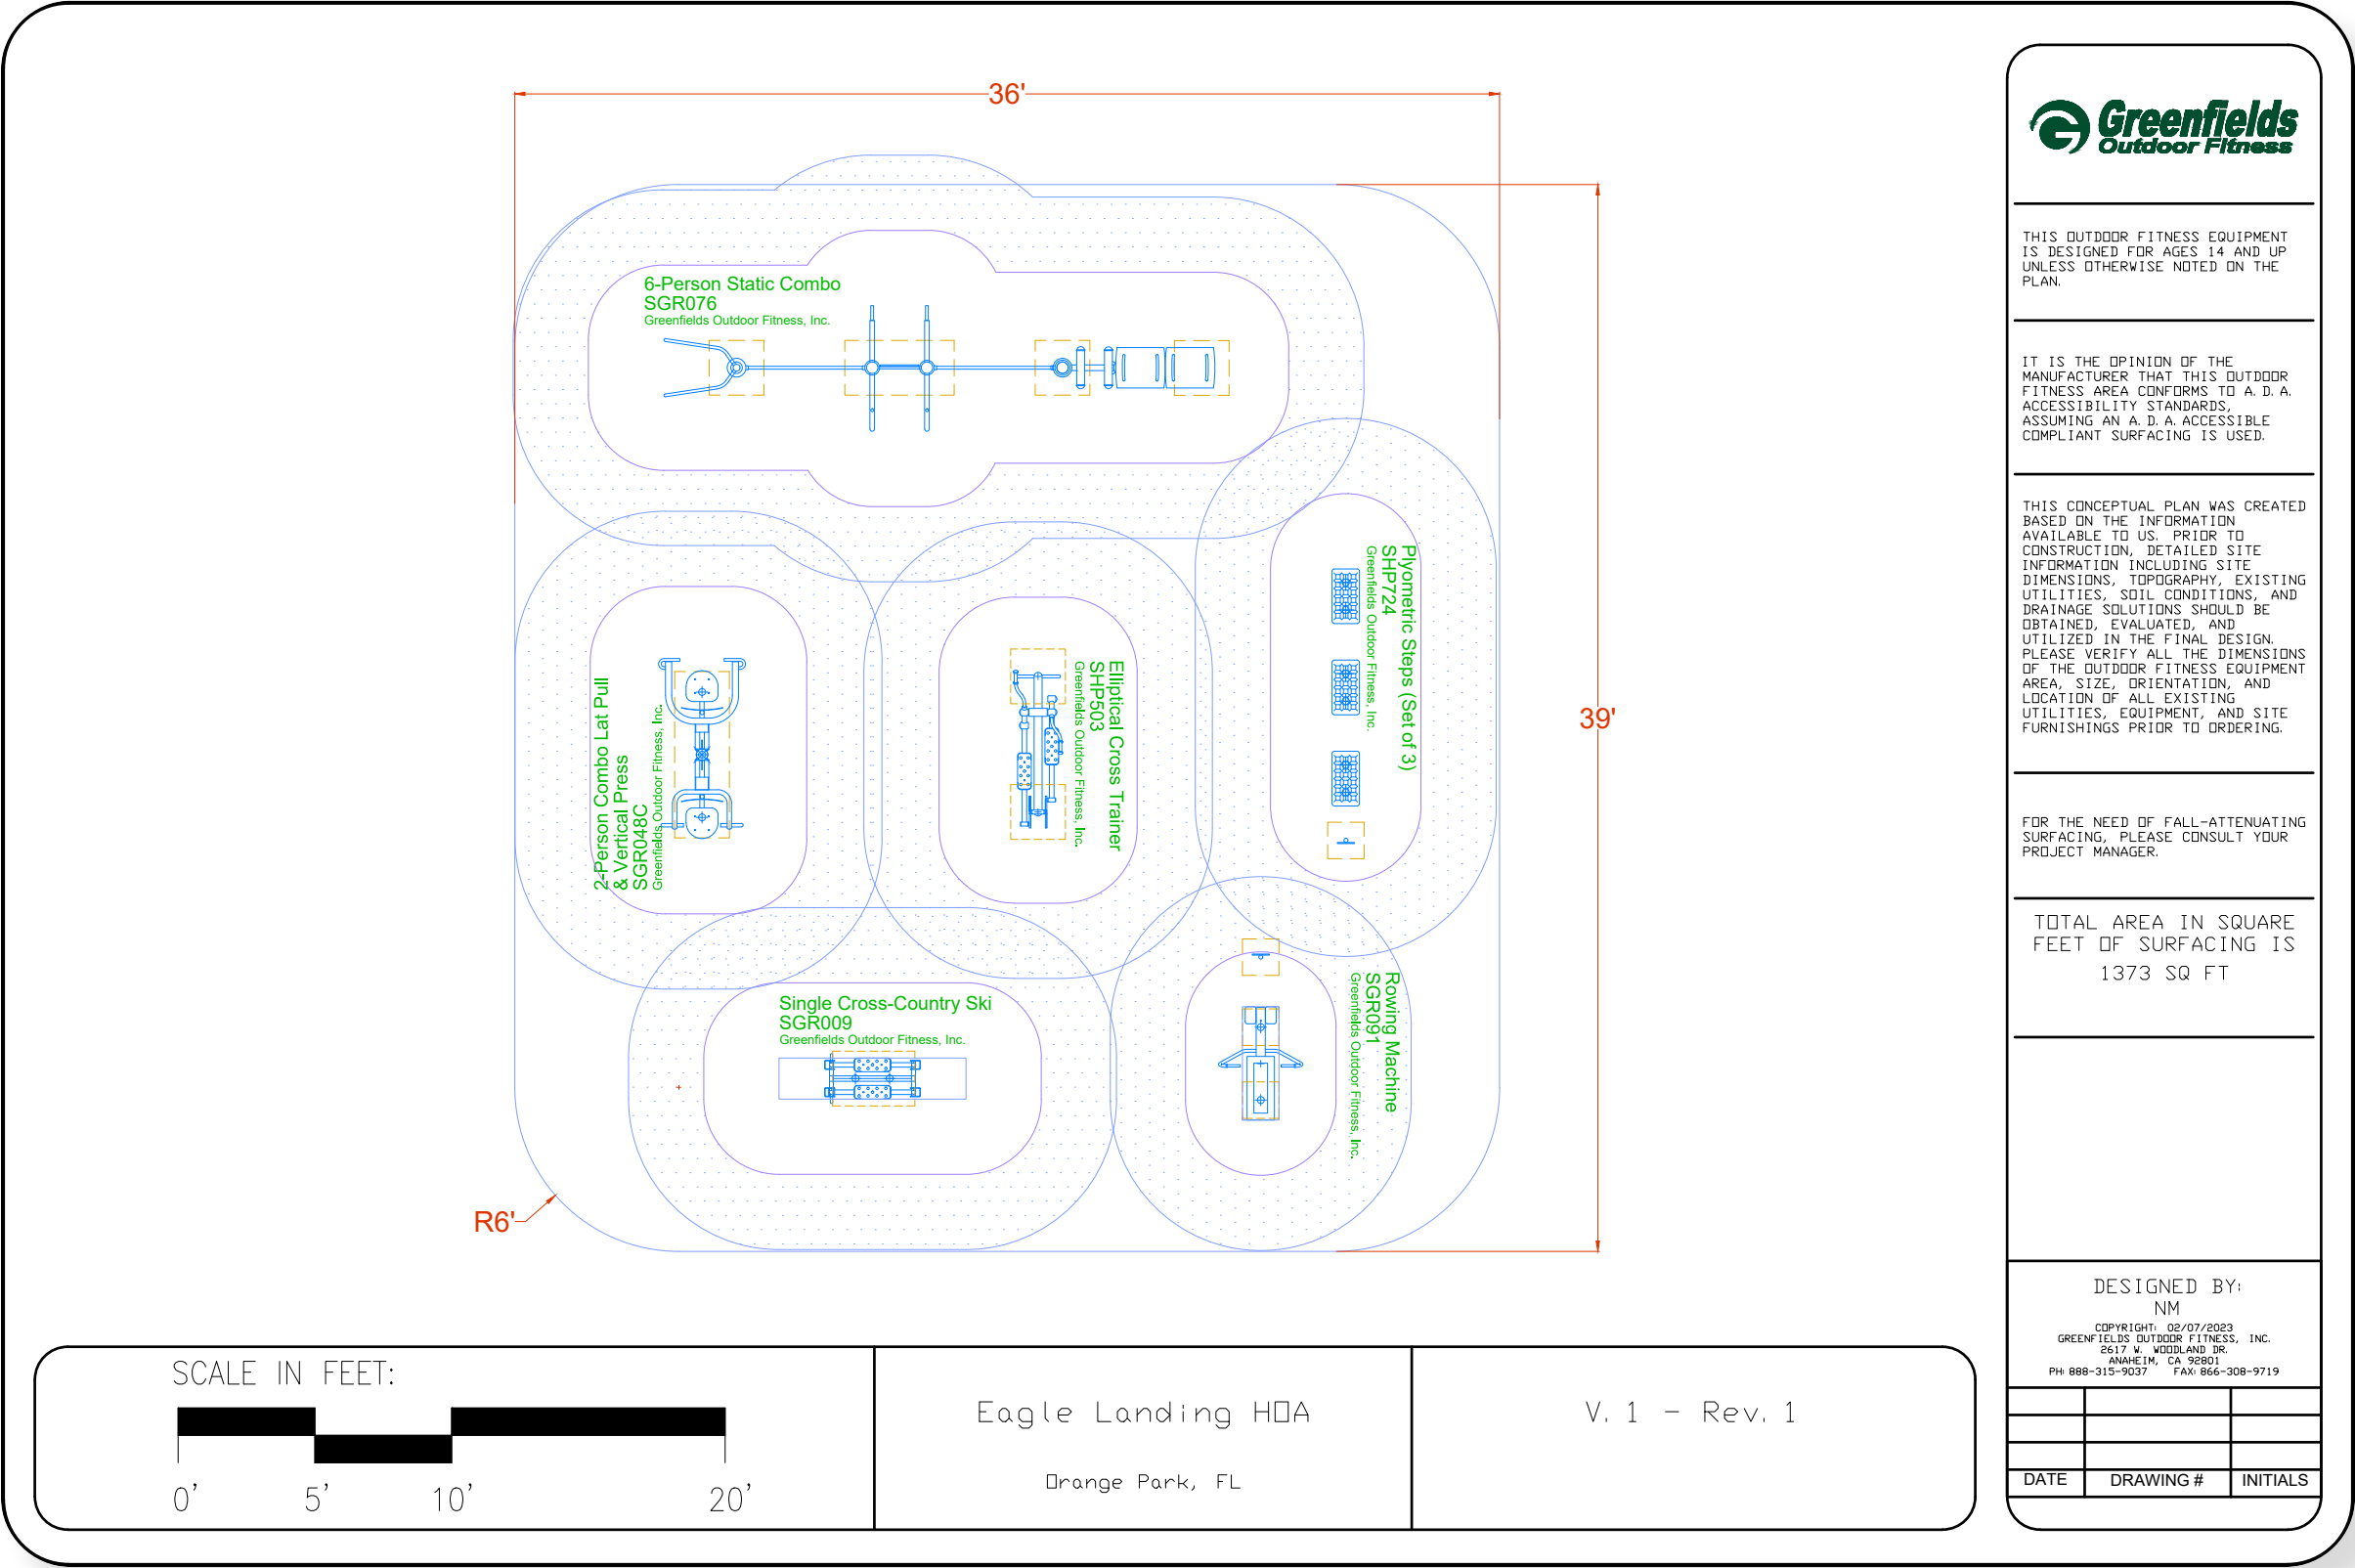 36'
6-Person Static Combo
SGR076
Greenfields Outdoor Fitness, Inc.
Plyometric Steps (Set of 3)
SHP724
Greenfields Outdoor Fitness, Inc.
39'
2-Person Combo Lat Pull
& Vertical Press
SGR048C
Greenfields Outdoor Fitness, Inc.
Elliptical Cross Trainer
SHP503
Greenfields Outdoor Fitness, Inc.
Single Cross-Country Ski
SGR009
Greenfields Outdoor Fitness, Inc.
Rowing Machine
SGR091
Greenfields Outdoor Fitness, Inc.
R6'
Greenfields
Outdoor Fitness
THIS OUTDOOR FITNESS EQUIPMENT
IS DESIGNED FOR AGES 14 AND UP
UNLESS OTHERWISE NOTED ON THE
PLAN.
IT IS THE OPINION OF THE
MANUFACTURER THAT THIS OUTDOOR
FITNESS AREA CONFORMS TO A.D.A.
ACCESSIBILITY STANDARDS,
ASSUMING AN A.D.A. ACCESSIBLE
COMPLIANT SURFACING IS USED.
THIS CONCEPTUAL PLAN WAS CREATED
BASED ON THE INFORMATION
AVAILABLE TO US. PRIOR TO
CONSTRUCTION, DETAILED SITE
INFORMATION INCLUDING SITE
DIMENSIONS, TOPOGRAPHY, EXISTING
UTILITIES, SOIL CONDITIONS, AND
DRAINAGE SOLUTIONS SHOULD BE
OBTAINED, EVALUATED, AND
UTILIZED IN THE FINAL DESIGN.
PLEASE VERIFY ALL THE DIMENSIONS
OF THE OUTDOOR FITNESS EQUIPMENT
AREA, SIZE, ORIENTATION, AND
LOCATION OF ALL EXISTING
UTILITIES, EQUIPMENT, AND SITE
FURNISHINGS PRIOR TO ORDERING.
FOR THE NEED OF FALL-ATTENUATING
SURFACING, PLEASE CONSULT YOUR
PROJECT MANAGER.
TOTAL AREA IN SQUARE
FEET OF SURFACING IS
1373 SQ FT
DESIGNED BY:
NM
COPYRIGHT: 02/07/2023
GREENFIELDS OUTDOOR FITNESS, INC.
2617 W. WOODLAND DR.
ANAHEIM, CA 92801
PH: 888-315-9037 FAX: 866-308-9719
DATE DRAWING # INITIALS
SCALE IN FEET:
0' 5' 10' 20'
Eagle Landing HOA
Orange Park, FL
V. 1 - Rev. 1